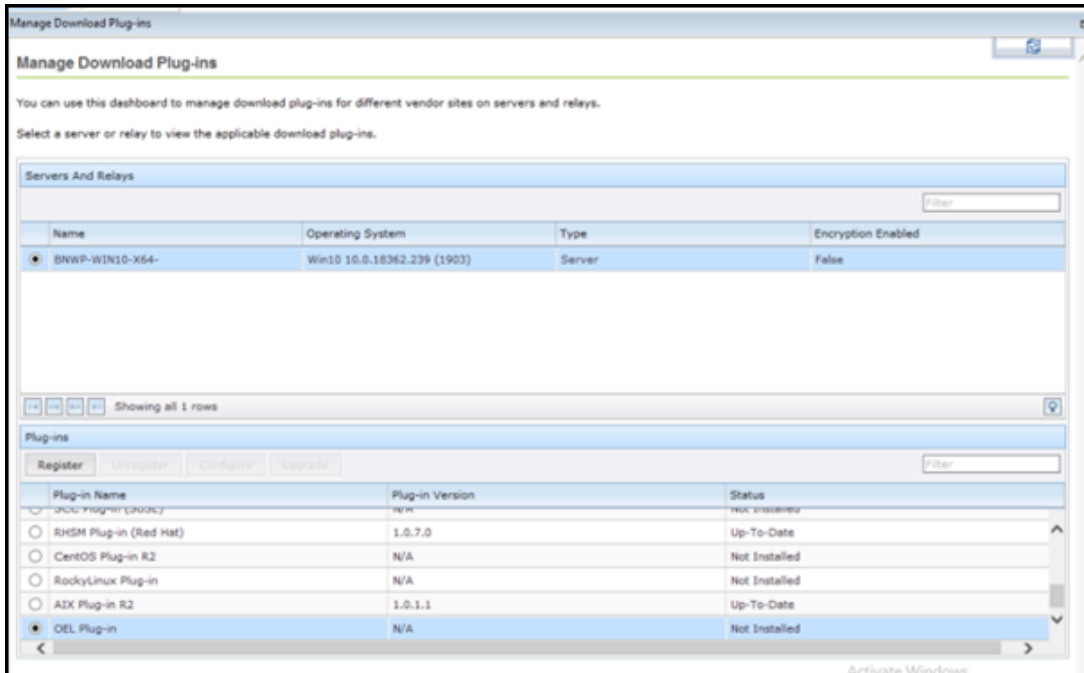 Manage Download Plug-ins
Manage Download Plug-ins
You can use this dashboard to manage download plug-ins for different vendor sites on servers and relays.
Select a server or relay to view the applicable download plug-ins.
Servers And Relays
Filter
Name Operating System Type Encryption Enabled
BNWP-WIN10-X64- Win10 10.0.18362.239 (1903) Server False
Showing all 1 rows
Plug-ins
Register Unregister Configure Upgrade Filter
Plug-in Name Plug-in Version Status
SCC Plug-in (SUSE) N/A Not Installed
RHSM Plug-in (Red Hat) 1.0.7.0 Up-To-Date
CentOS Plug-in R2 N/A Not Installed
RockyLinux Plug-in N/A Not Installed
AIX Plug-in R2 1.0.1.1 Up-To-Date
OEL Plug-in N/A Not Installed
Activate Windows